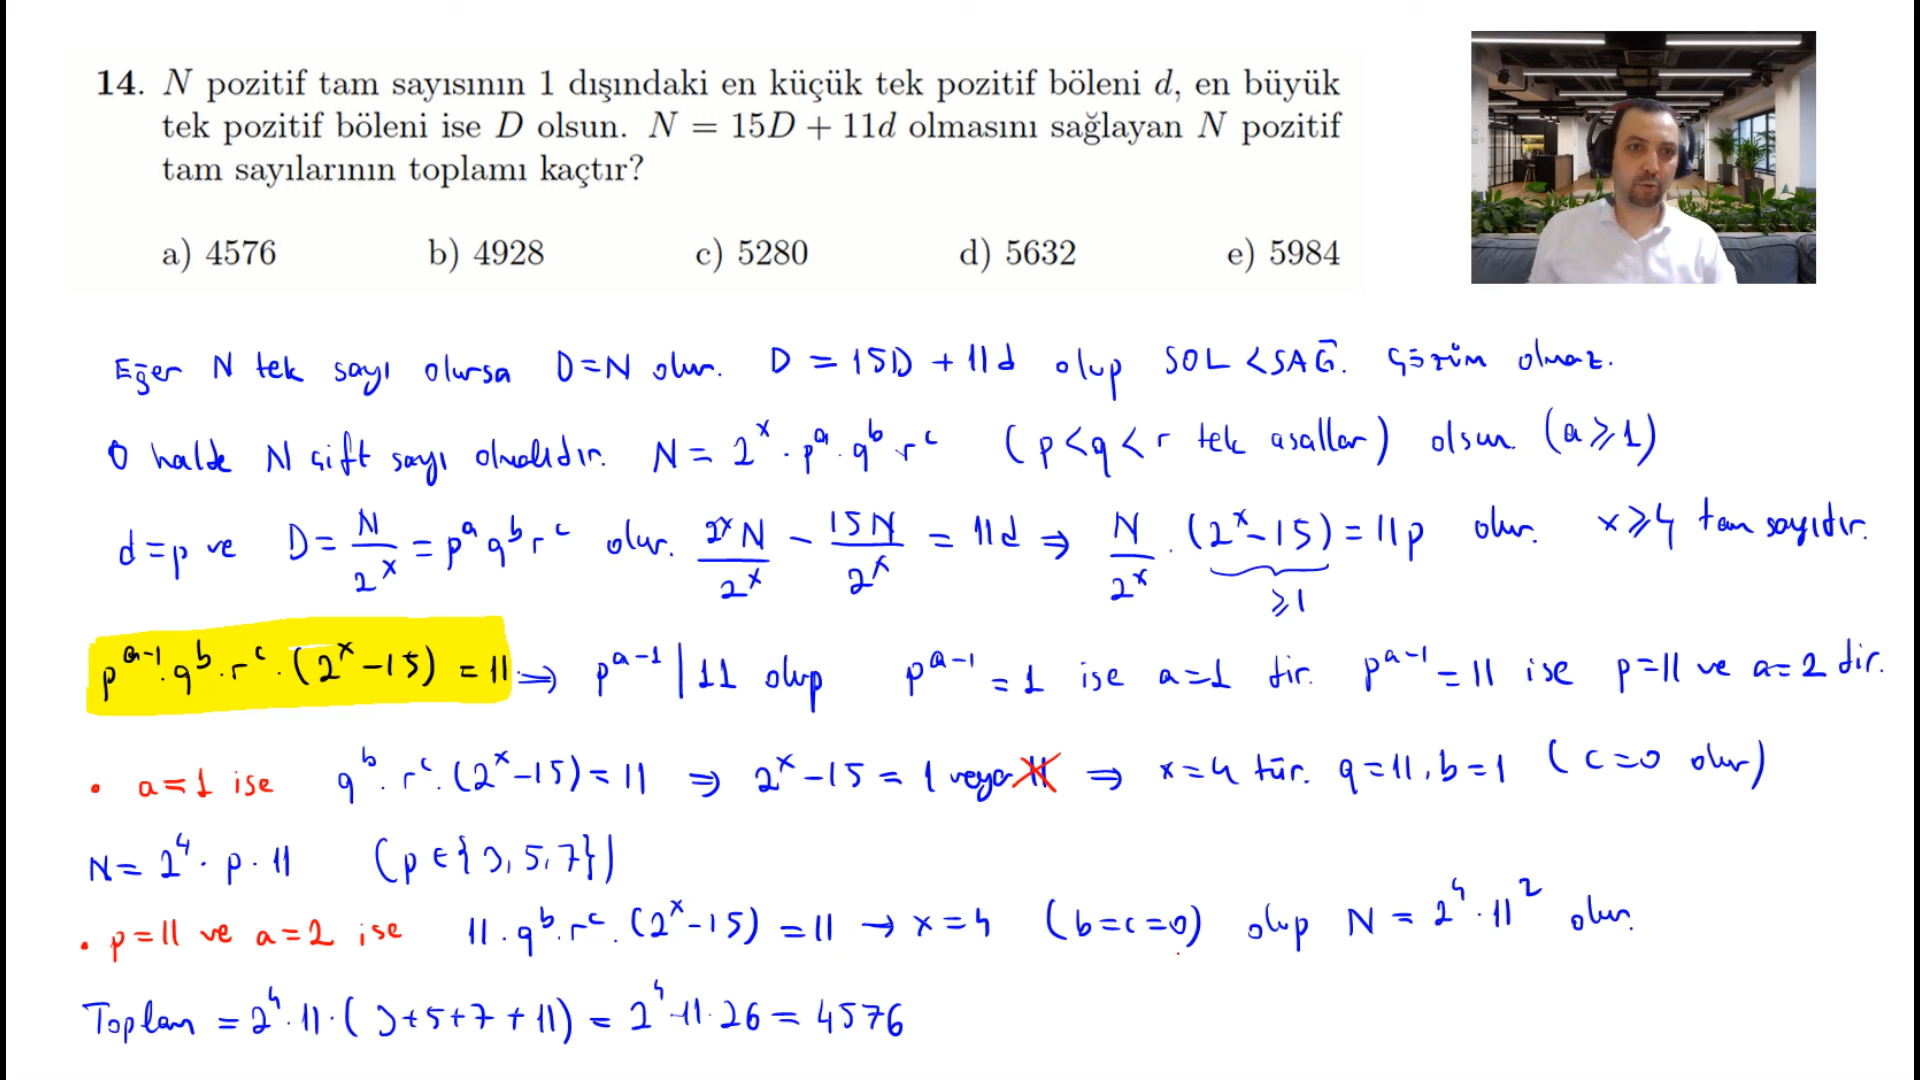 14. N pozitif tam sayısının 1 dışındaki en küçük tek pozitif böleni d, en büyük
tek pozitif böleni ise D olsun. N = 15D + 11d olmasını sağlayan N pozitif
tam sayılarının toplamı kaçtır?
a) 4576 b) 4928 c) 5280 d) 5632 e) 5984
Eğer N tek sayı olursa D=N olur. D = 15D + 11d olup SOL < SAĞ. Çözüm olmaz.
O halde N çift sayı olmalıdır. N = 2^x · p^a · q^b r^c (p<q<r tek asallar) olsun. (a≥1)
d=p ve D = N/2^x = p^a q^b r^c olur. 2^x N/2^x − 15N/2^x = 11d ⇒ N/2^x · (2^x − 15) = 11p olur. x≥4 tam sayıdır.
≥1
p^(a-1) · q^b · r^c · (2^x − 15) = 11 ⇒ p^(a-1) | 11 olup p^(a-1) = 1 ise a=1 dir. p^(a-1) = 11 ise p=11 ve a=2 dir.
• a=1 ise q^b · r^c · (2^x − 15) = 11 ⇒ 2^x − 15 = 1 veya 11 ⇒ x=4 tür. q=11, b=1 (c=0 olur)
N = 2^4 · p · 11 (p∈{3,5,7})
• p=11 ve a=2 ise 11 · q^b · r^c · (2^x − 15) = 11 → x=4 (b=c=0) olup N = 2^4 · 11^2 olur.
Toplam = 2^4 · 11 · (3+5+7+11) = 2^4 · 11 · 26 = 4576